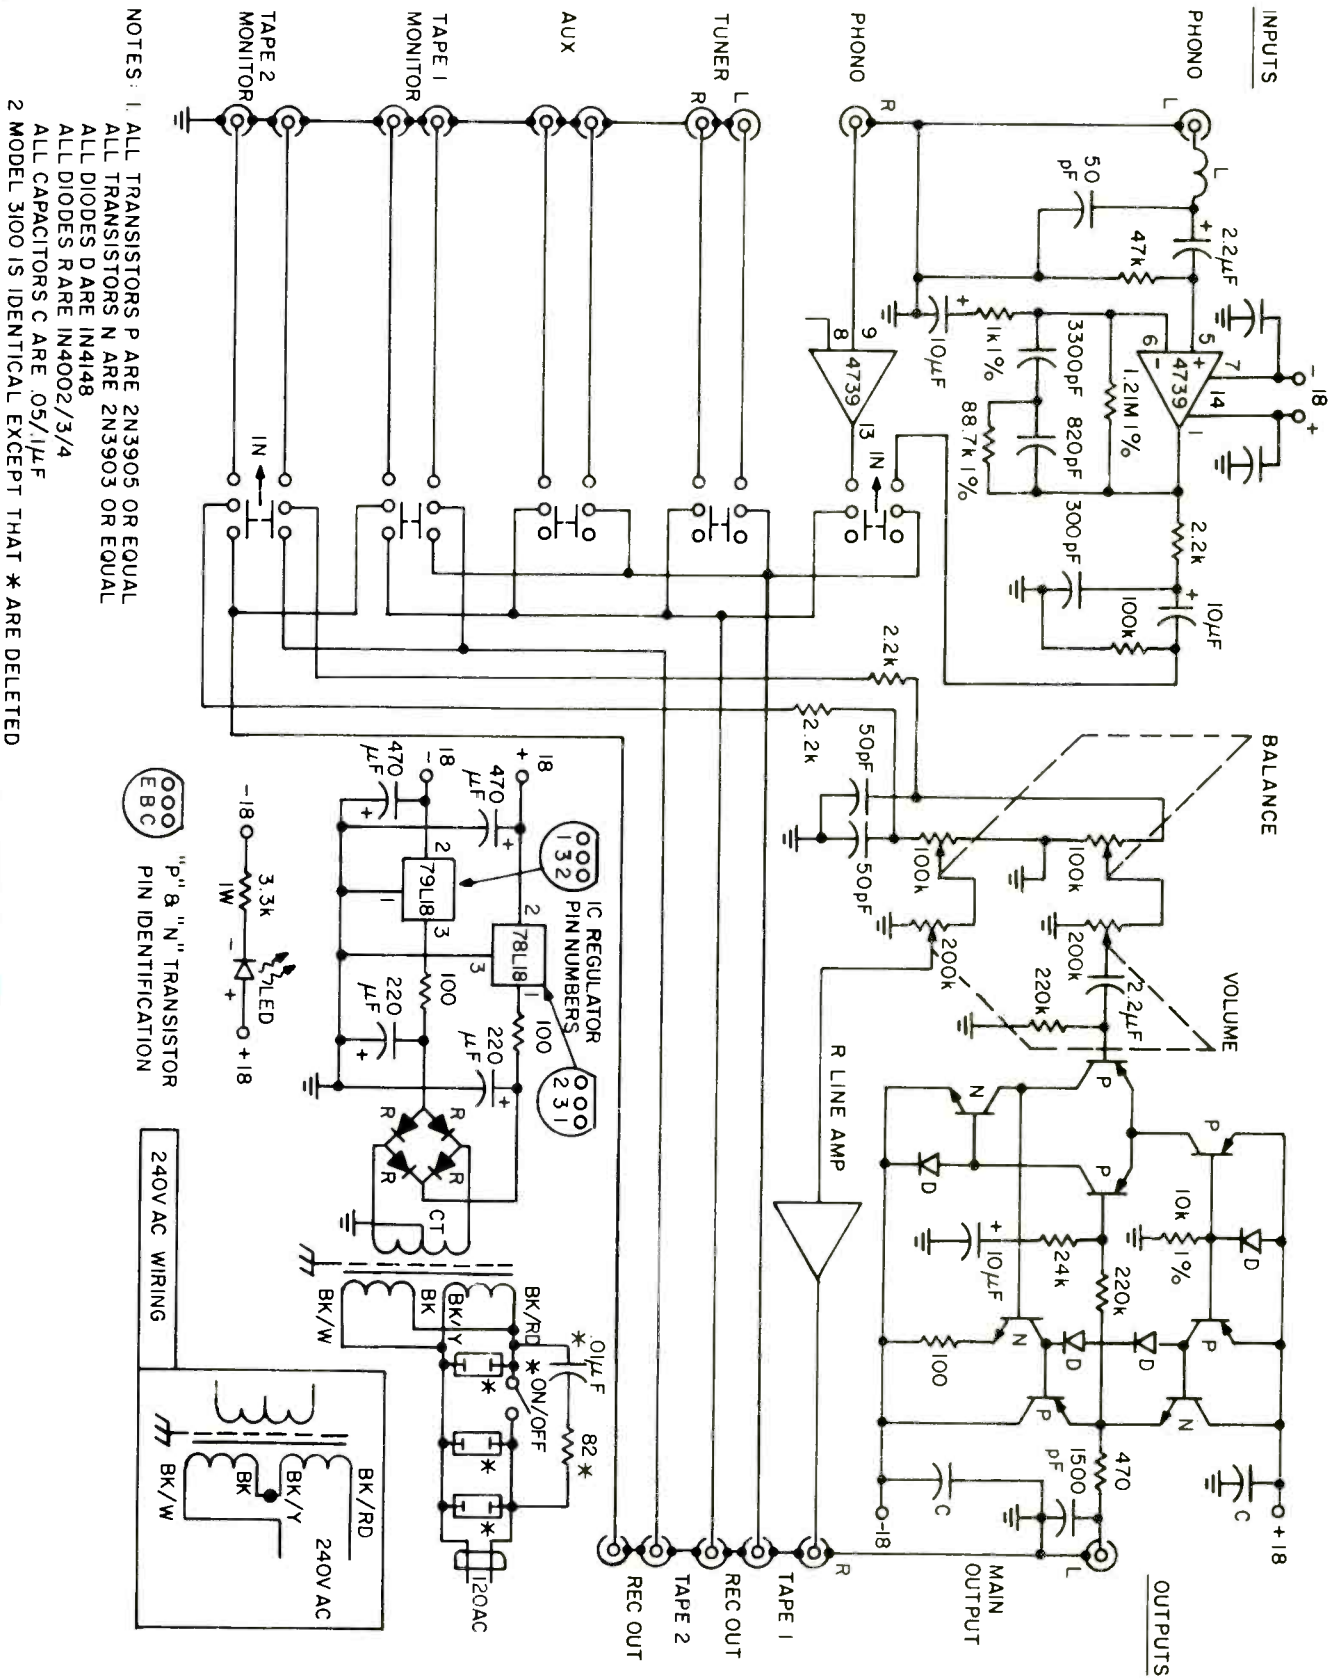 INPUTS
PHONO
L
L
50
pF
+
2.2µF
47k
-18
+
7
14
5
+
4739
6
-
1
1.21M 1%
3300pF
820pF
88.7k 1%
1k 1%
+
10µF
2.2k
300pF
+
10µF
100k
PHONO
R
9
8
4739
13
IN
TUNER
L
R
AUX
TAPE 1
MONITOR
TAPE 2
MONITOR
IN
2.2k
2.2k
50pF
50pF
BALANCE
100k
100k
VOLUME
200k
200k
2.2µF
220k
P
P
N
D
P
10k
1%
D
24k
+
10µF
220k
P
N
D
D
100
N
P
470
1500
pF
C
C
+18
-18
OUTPUTS
L
MAIN
OUTPUT
R
R LINE AMP
TAPE 1
REC OUT
TAPE 2
REC OUT
18
+
470
µF
+
18
-
470
µF
+
2
79L18
1
3
2
78L18
3
1
100
100
220
µF
+
220
µF
+
1 3 2
IC REGULATOR
PIN NUMBERS
2 3 1
R
R
R
R
CT
BK/RD
BK/Y
BK
BK/W
*
.01µF
82 *
* ON/OFF
*
*
*
120AC
-18
3.3k
1W
-
LED
+
+18
E B C
"P" & "N" TRANSISTOR
PIN IDENTIFICATION
240V AC WIRING
BK/RD
BK/Y
BK
BK/W
240V AC
NOTES: 1. ALL TRANSISTORS P ARE 2N3905 OR EQUAL
ALL TRANSISTORS N ARE 2N3903 OR EQUAL
ALL DIODES D ARE IN4148
ALL DIODES R ARE IN4002/3/4
ALL CAPACITORS C ARE .05/.1µF
2 MODEL 3100 IS IDENTICAL EXCEPT THAT * ARE DELETED